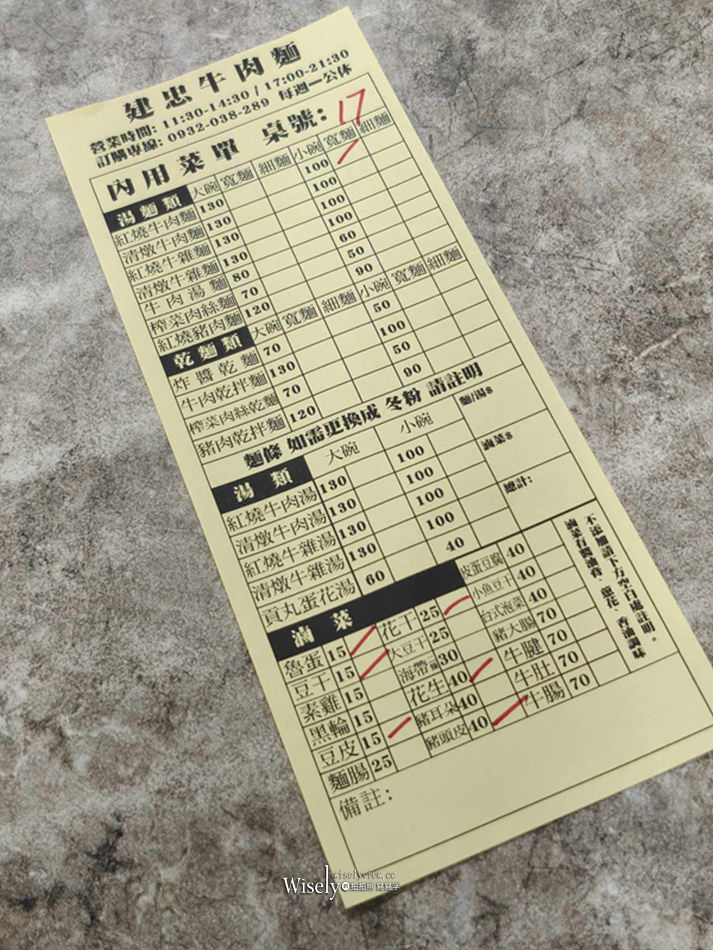 建忠牛肉麵
營業時間: 11:30-14:30 / 17:00-21:30
訂購專線: 0932-038-289 每週一公休
內用菜單 桌號: 17
湯麵類 大碗 寬麵 細麵 小碗 寬麵 細麵
紅燒牛肉麵 130 100
清燉牛肉麵 130 100
紅燒牛雜麵 130 100
清燉牛雜麵 130 100
牛肉湯麵 80 60
榨菜肉絲麵 70 50
紅燒豬肉麵 120 90
乾麵類 大碗 寬麵 細麵 小碗 寬麵 細麵
炸醬乾麵 70 50
牛肉乾拌麵 130 100
榨菜肉絲乾麵 70 50
豬肉乾拌麵 120 90
麵條 如需更換成 冬粉 請註明
湯類 大碗 小碗 麵/湯$
紅燒牛肉湯 130 100
清燉牛肉湯 130 100 滷菜$
紅燒牛雜湯 130 100
清燉牛雜湯 130 100 總計:
貢丸蛋花湯 60 40
滷菜
魯蛋 15 花干 25 皮蛋豆腐 40
豆干 15 大豆干 25 小魚豆干 40
素雞 15 海帶 30 台式泡菜 40
黑輪 15 花生 40 豬大腸 40
豆皮 15 豬耳朵 40 牛腱 70
麵腸 25 豬頭皮 40 牛肚 70
牛腸 70
不送加請下方空白處註明。
滷菜有醬油膏、蔥花、香油調味
備註:
wiselyview.cc
Wisely 拍拍照 寫寫字